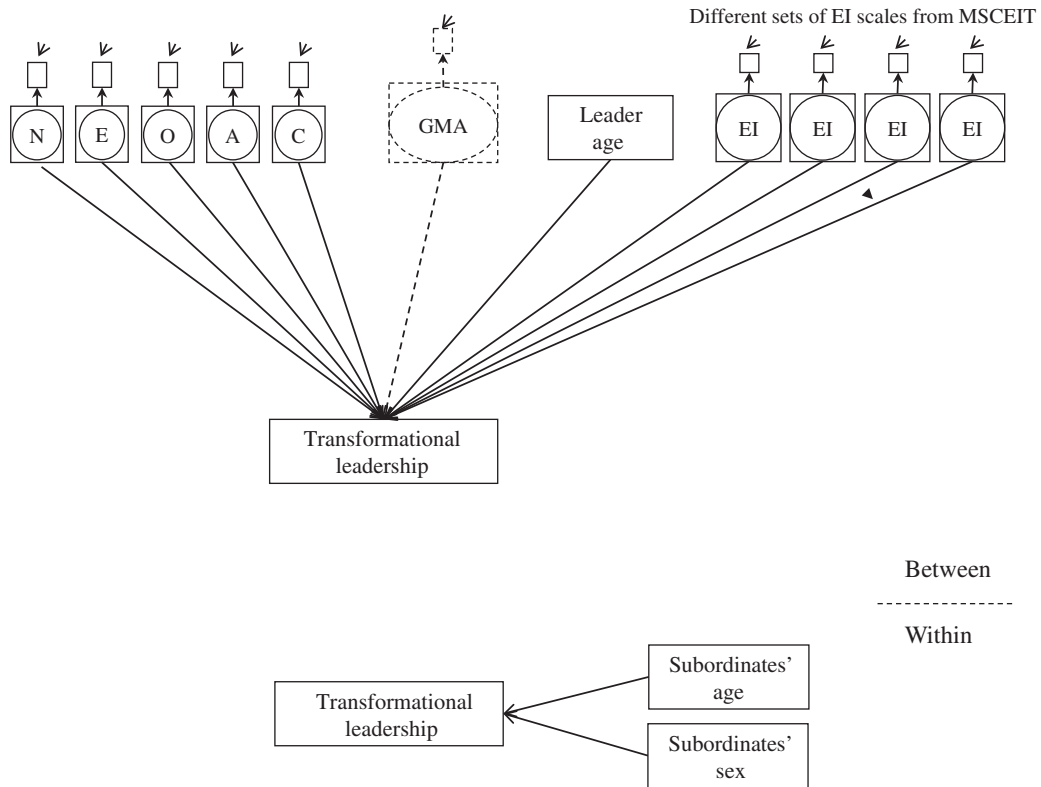 Different sets of EI scales from MSCEIT
N E O A C GMA Leader age EI EI EI EI
Transformational
leadership
Between
Within
Transformational
leadership
Subordinates’
age
Subordinates’
sex